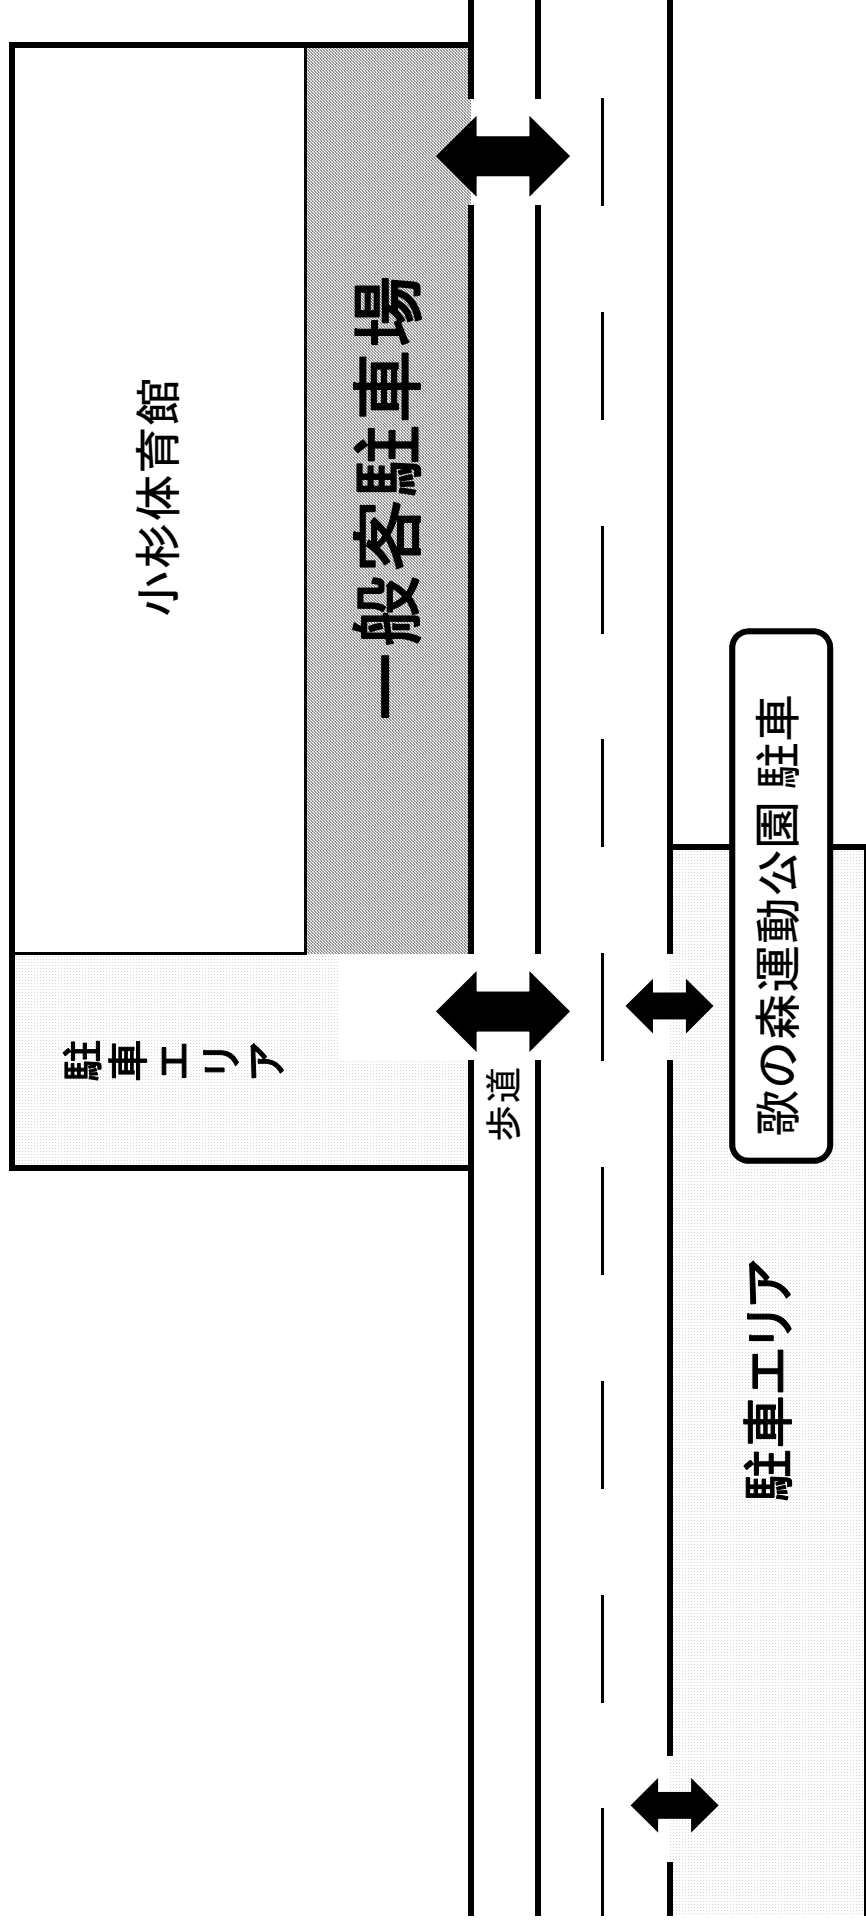 小杉体育館
一般客駐車場
駐車エリア
歩道
歌の森運動公園 駐車
駐車エリア